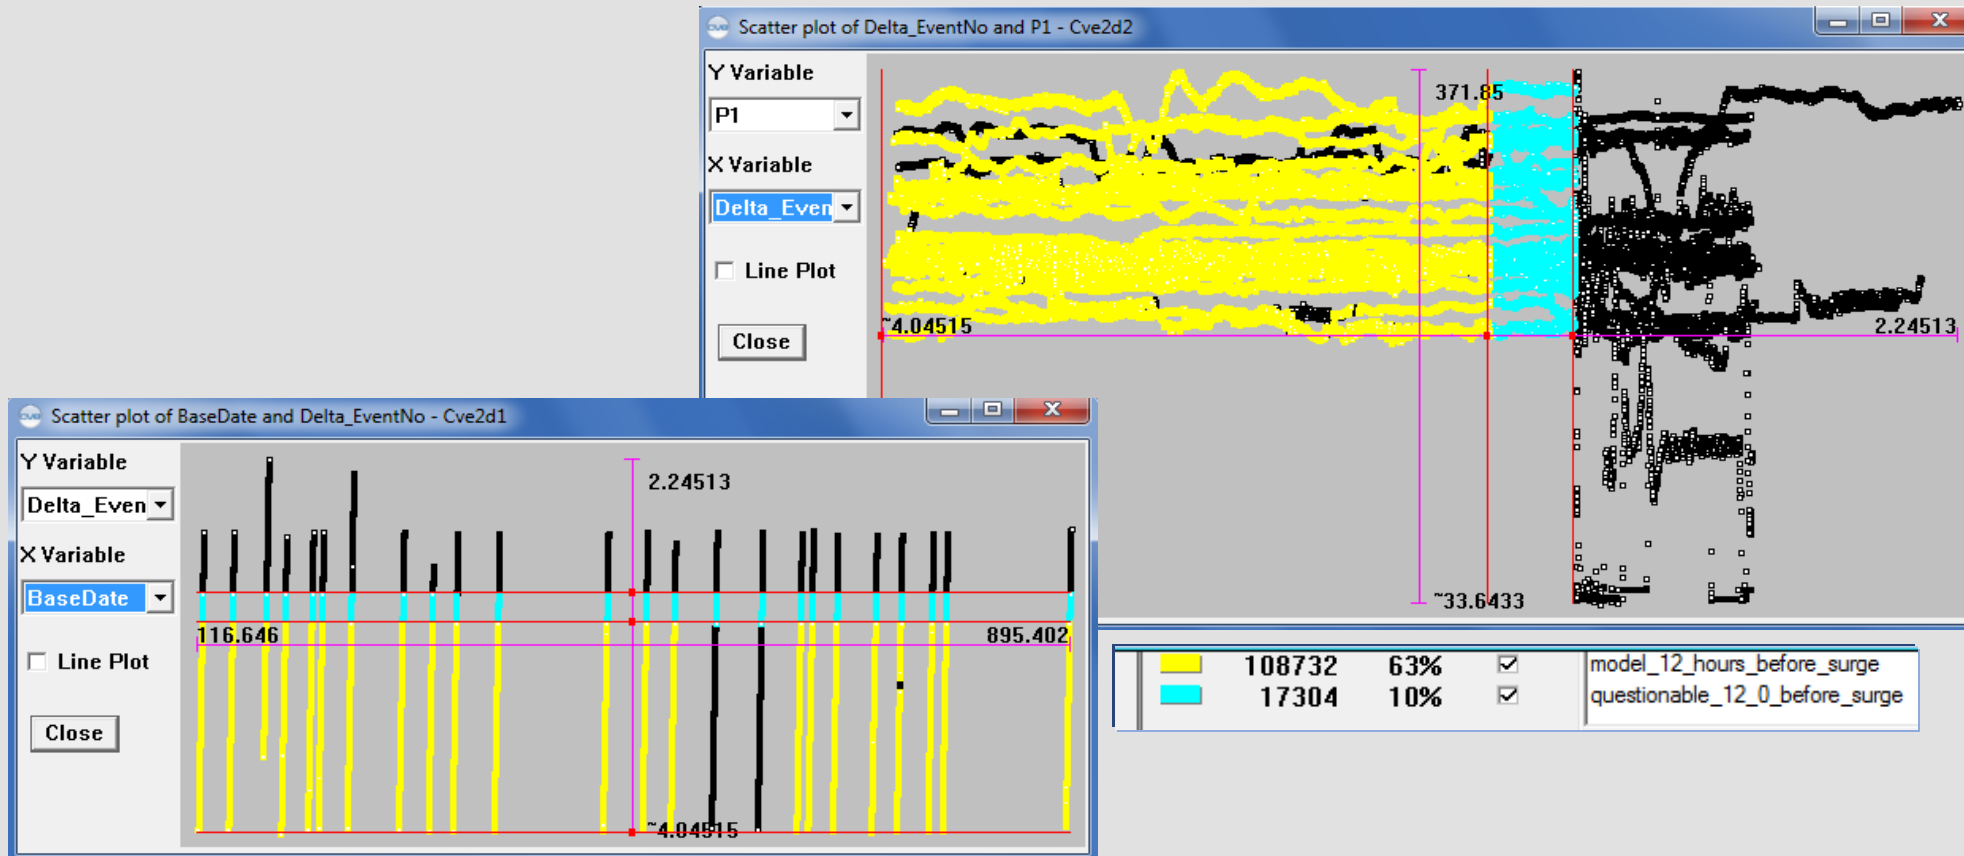 Scatter plot of Delta_EventNo and P1 - Cve2d2
Y Variable
P1
X Variable
Delta_Even
Line Plot
Close
371.85
~4.04515
2.24513
~33.6433
Scatter plot of BaseDate and Delta_EventNo - Cve2d1
Y Variable
Delta_Even
X Variable
BaseDate
Line Plot
Close
2.24513
116.646
895.402
~4.04515
108732 63% model_12_hours_before_surge
17304 10% questionable_12_0_before_surge